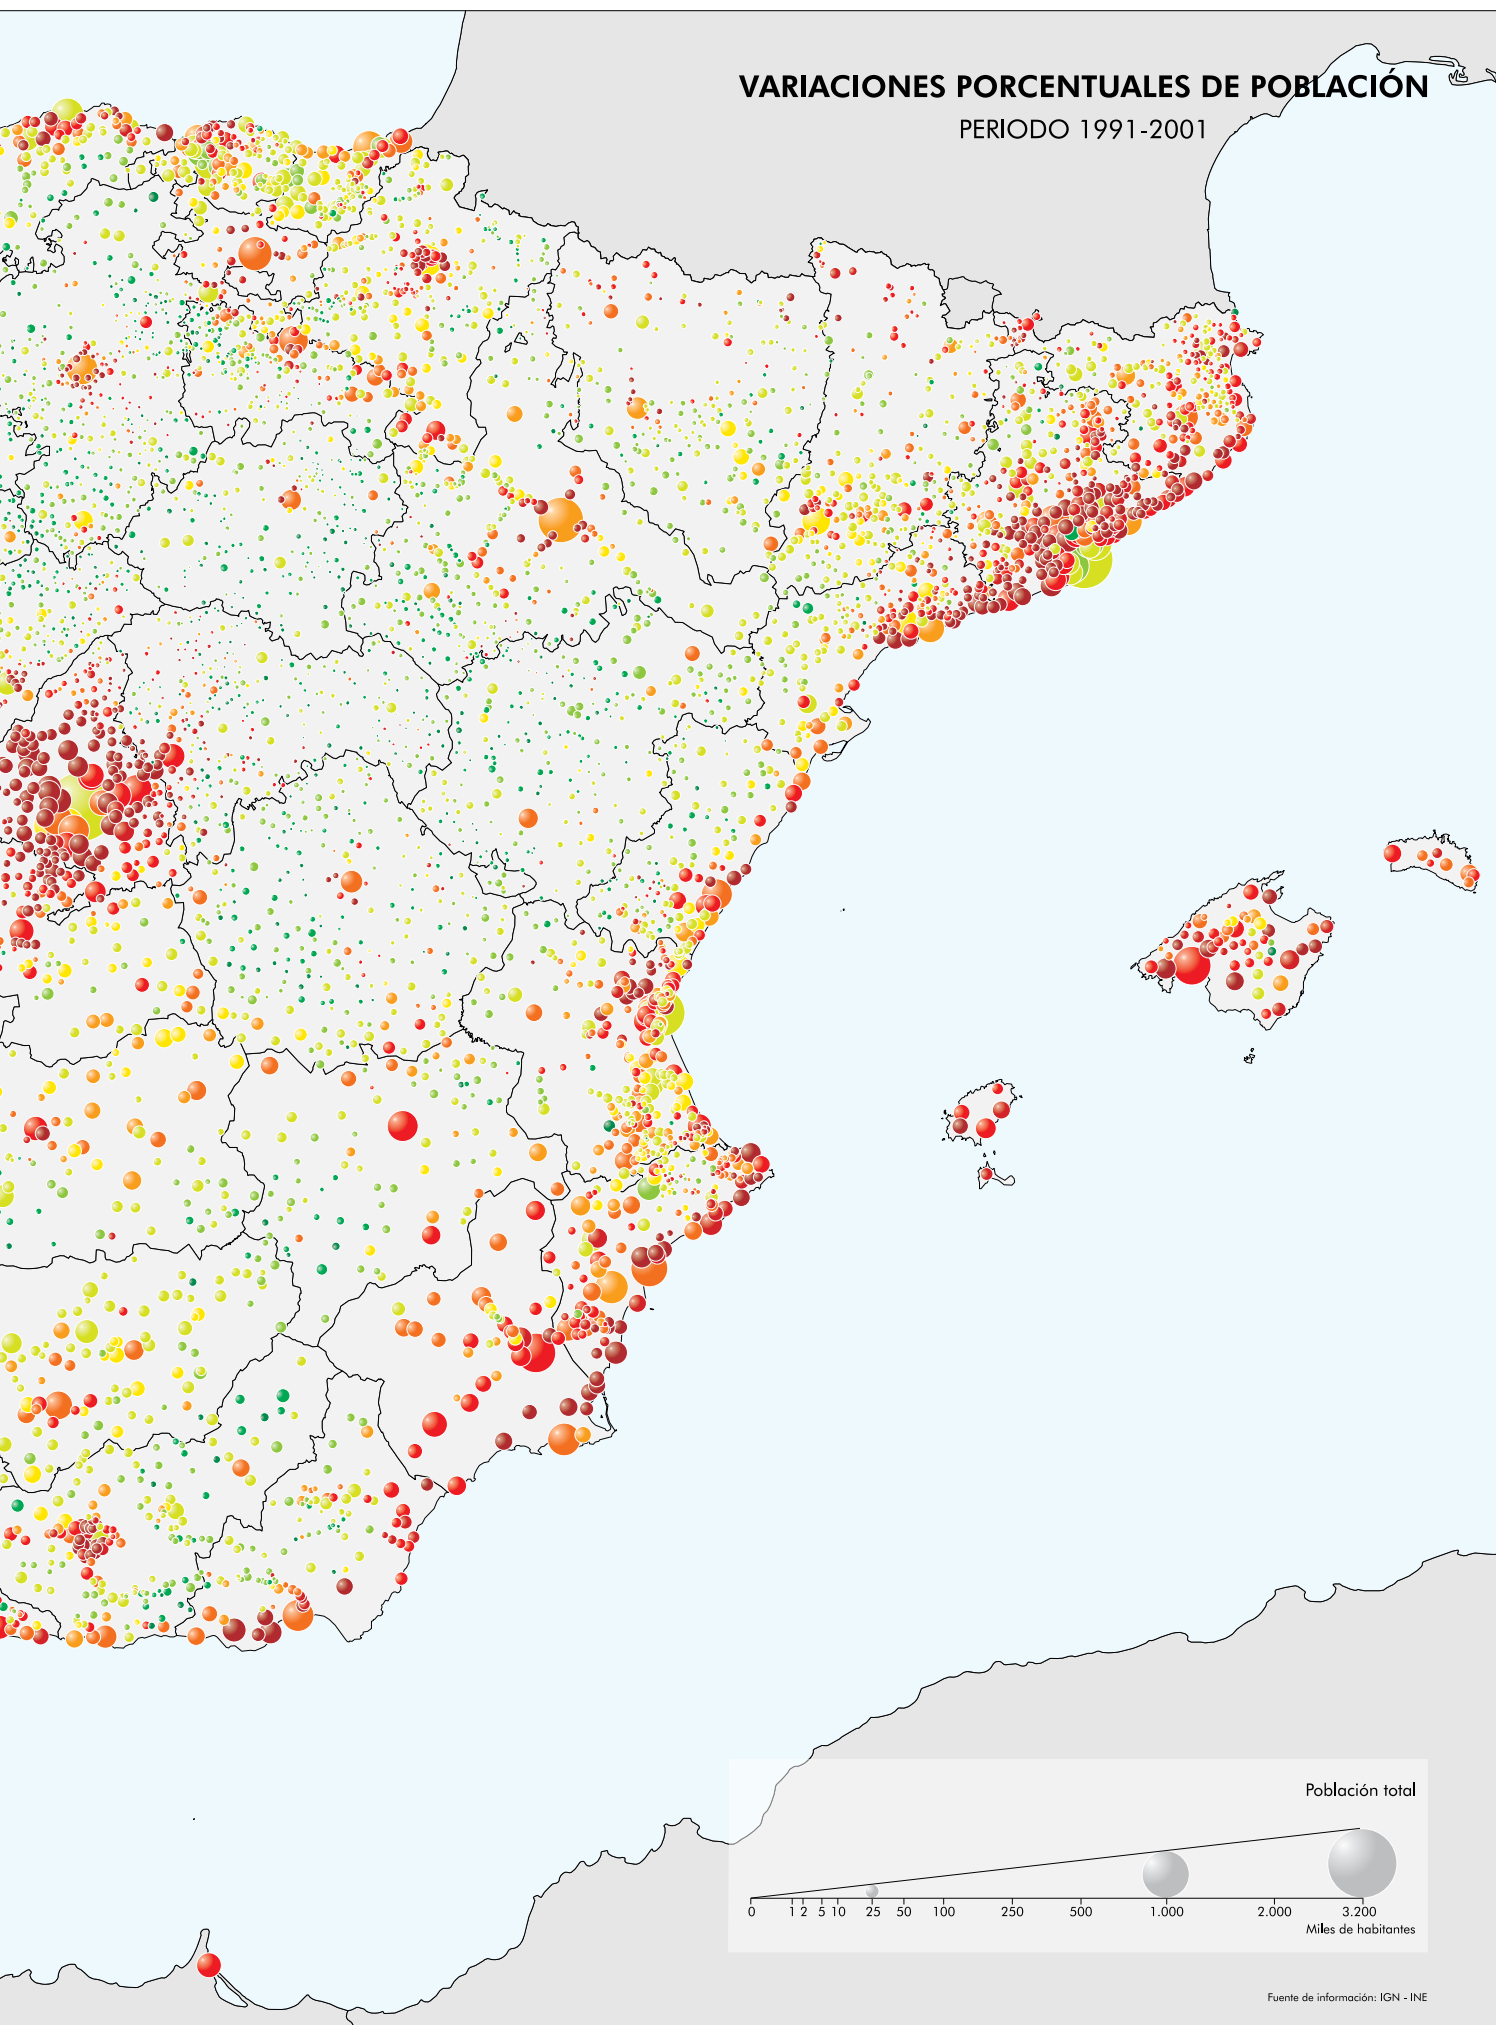 VARIACIONES PORCENTUALES DE POBLACIÓN
PERIODO 1991-2001
Población total
0 1 2 5 10 25 50 100 250 500 1.000 2.000 3.200
Miles de habitantes
Fuente de información: IGN - INE